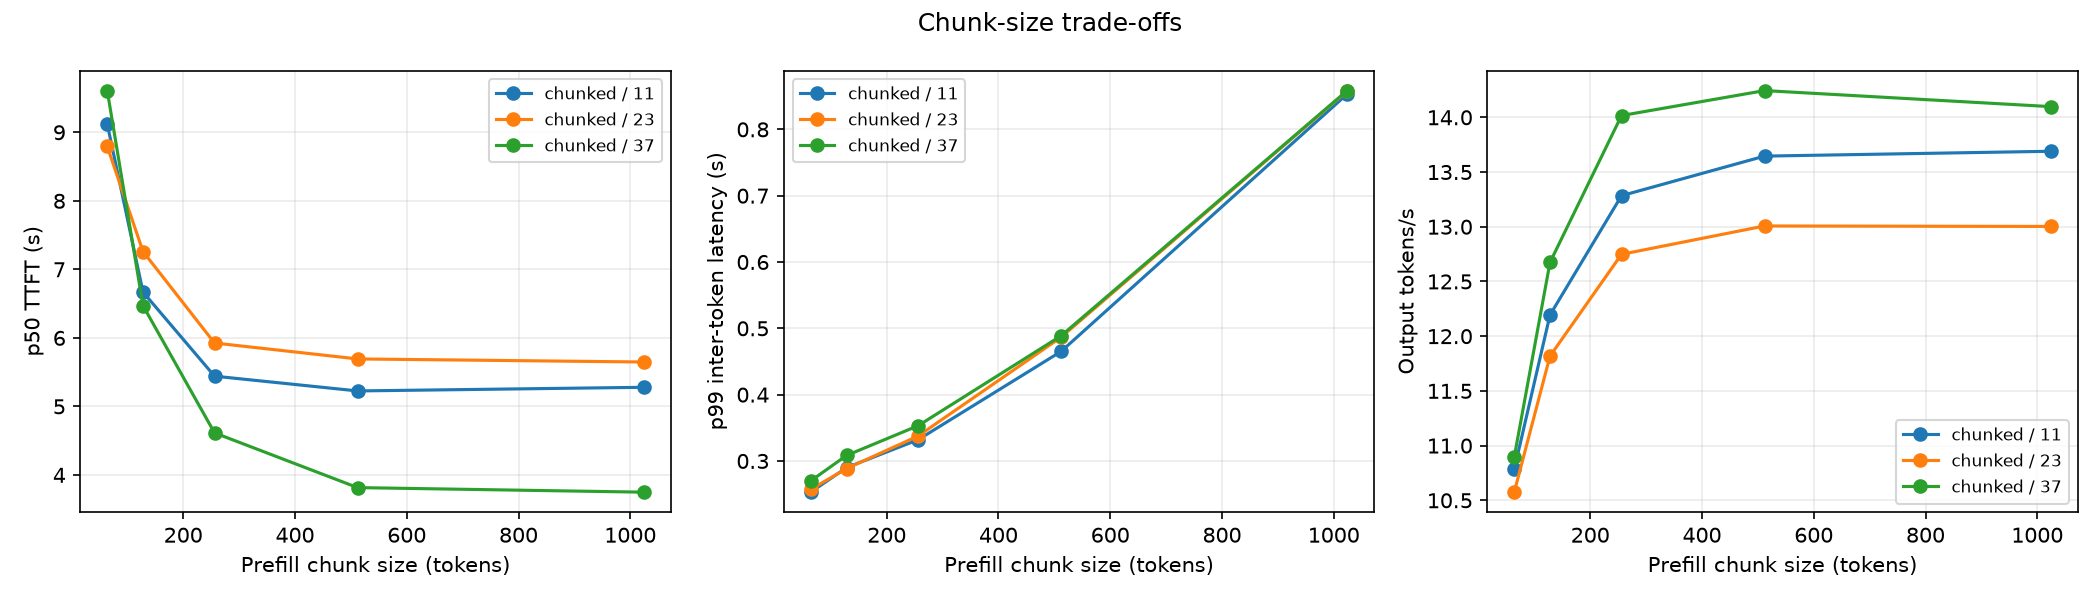 Chunk-size trade-offs
p50 TTFT (s)
9
8
7
6
5
4
200 400 600 800 1000
Prefill chunk size (tokens)
chunked / 11
chunked / 23
chunked / 37
p99 inter-token latency (s)
0.8
0.7
0.6
0.5
0.4
0.3
200 400 600 800 1000
Prefill chunk size (tokens)
chunked / 11
chunked / 23
chunked / 37
Output tokens/s
14.0
13.5
13.0
12.5
12.0
11.5
11.0
10.5
200 400 600 800 1000
Prefill chunk size (tokens)
chunked / 11
chunked / 23
chunked / 37